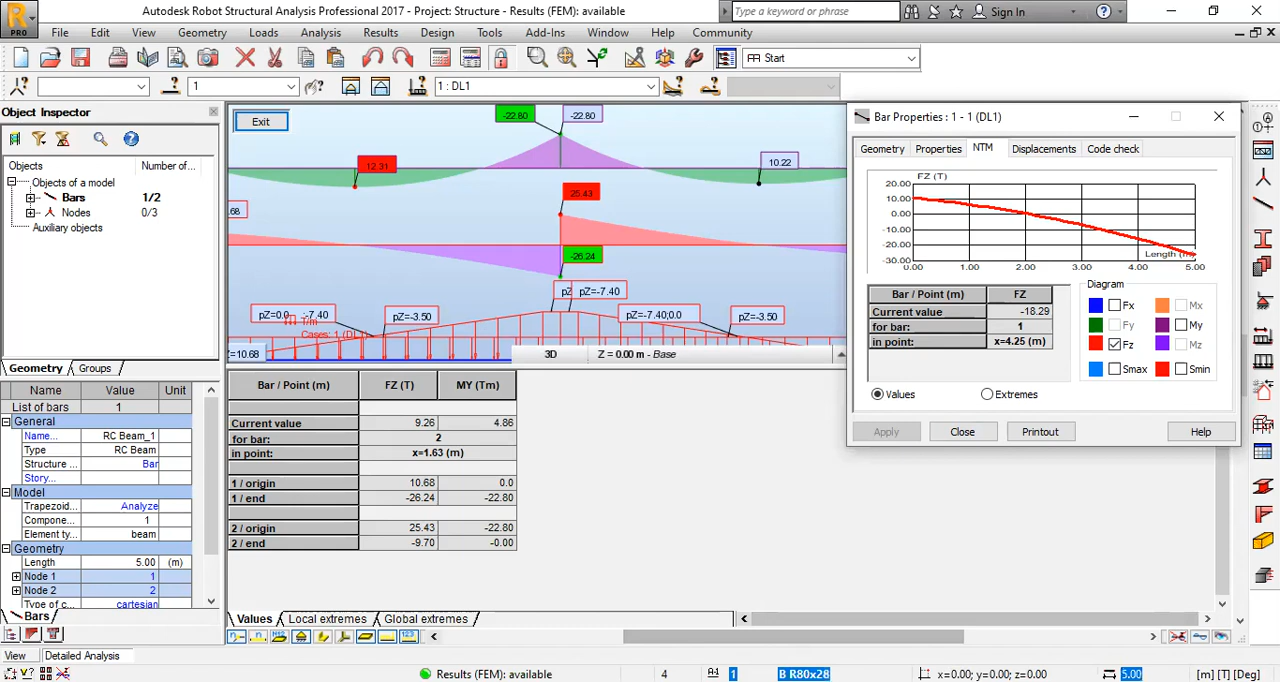 Autodesk Robot Structural Analysis Professional 2017 - Project: Structure - Results (FEM): available
Type a keyword or phrase
Sign In
PRO
File Edit View Geometry Loads Analysis Results Design Tools Add-Ins Window Help Community
Start
1
1 : DL1
Object Inspector
Objects Number of...
Objects of a model
Bars 1/2
Nodes 0/3
Auxiliary objects
Geometry Groups
Name Value Unit
List of bars 1
General
Name... RC Beam_1
Type RC Beam
Structure ... Bar
Story...
Model
Trapezoid... Analyze
Compone... 1
Element ty... beam
Geometry
Length 5.00 (m)
Node 1 1
Node 2 2
Type of c... cartesian
Bars
View Detailed Analysis
Exit
-22.80 -22.80
12.31 10.22
.68 25.43
-26.24
pZ pZ=-7.40
pZ=0.0 -7.40 pZ=-3.50 pZ=-7.40;0.0 pZ=-3.50
Cases: 1 (DL1)
Z=10.68
3D Z = 0.00 m - Base
Bar / Point (m) FZ (T) MY (Tm)
Current value 9.26 4.86
for bar: 2
in point: x=1.63 (m)
1 / origin 10.68 0.0
1 / end -26.24 -22.80
2 / origin 25.43 -22.80
2 / end -9.70 -0.00
Values Local extremes Global extremes
Bar Properties : 1 - 1 (DL1)
Geometry Properties NTM Displacements Code check
FZ (T)
20.00
10.00
0.00
-10.00
-20.00
-30.00
Length (m)
0.00 1.00 2.00 3.00 4.00 5.00
Bar / Point (m) FZ
Current value -18.29
for bar: 1
in point: x=4.25 (m)
Diagram
Fx Mx
Fy My
Fz Mz
Smax Smin
Values Extremes
Apply Close Printout Help
Results (FEM): available 4 1 B R80x28 x=0.00; y=0.00; z=0.00 5.00 [m] [T] [Deg]